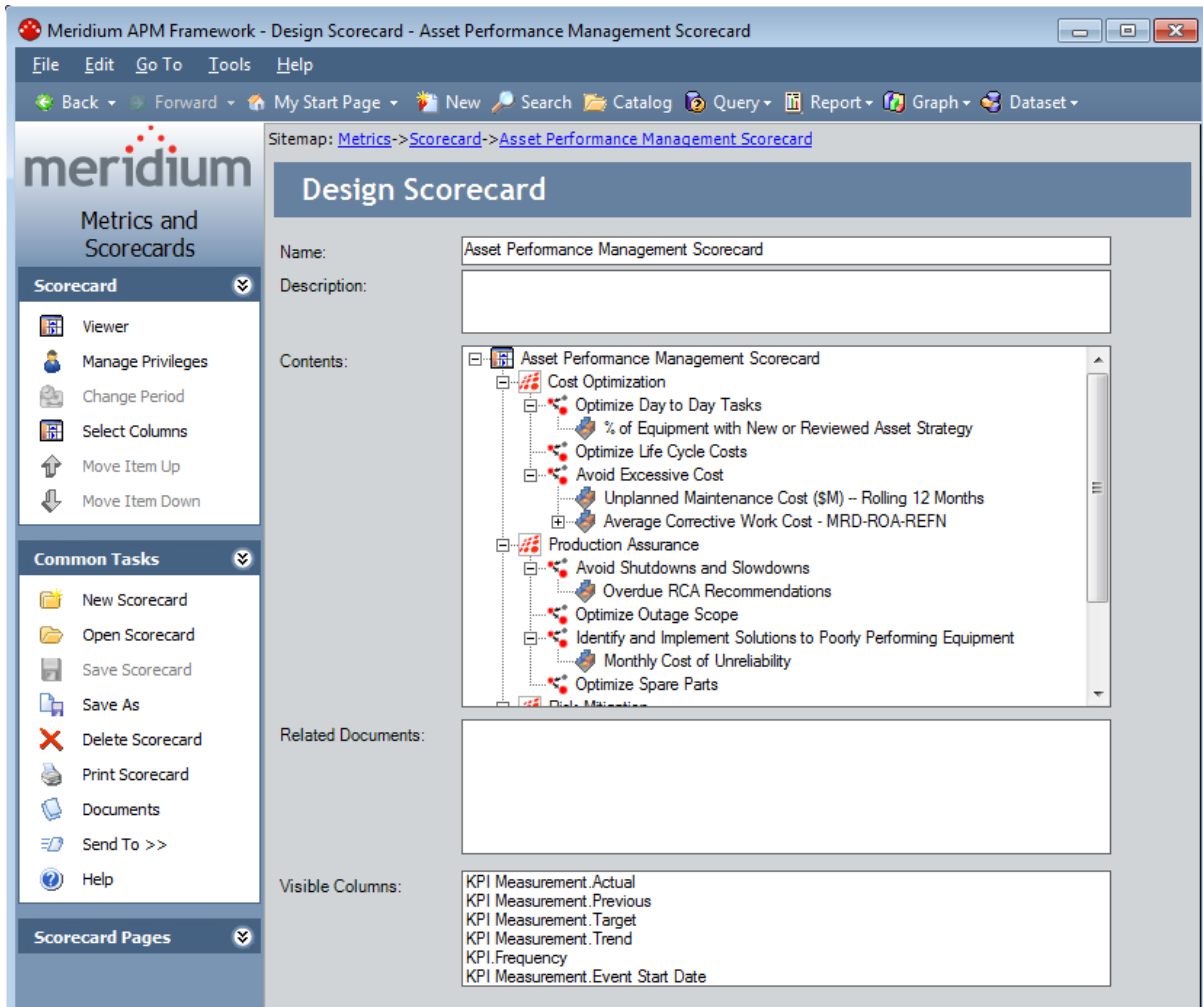 Meridium APM Framework - Design Scorecard - Asset Performance Management Scorecard
File Edit Go To Tools Help
Back Forward My Start Page New Search Catalog Query Report Graph Dataset
meridium
Metrics and
Scorecards
Scorecard
Viewer
Manage Privileges
Change Period
Select Columns
Move Item Up
Move Item Down
Common Tasks
New Scorecard
Open Scorecard
Save Scorecard
Save As
Delete Scorecard
Print Scorecard
Documents
Send To >>
Help
Scorecard Pages
Sitemap: Metrics->Scorecard->Asset Performance Management Scorecard
Design Scorecard
Name: Asset Performance Management Scorecard
Description:
Contents:
Asset Performance Management Scorecard
Cost Optimization
Optimize Day to Day Tasks
% of Equipment with New or Reviewed Asset Strategy
Optimize Life Cycle Costs
Avoid Excessive Cost
Unplanned Maintenance Cost ($M) -- Rolling 12 Months
Average Corrective Work Cost - MRD-ROA-REFN
Production Assurance
Avoid Shutdowns and Slowdowns
Overdue RCA Recommendations
Optimize Outage Scope
Identify and Implement Solutions to Poorly Performing Equipment
Monthly Cost of Unreliability
Optimize Spare Parts
Risk Mitigation
Related Documents:
Visible Columns:
KPI Measurement.Actual
KPI Measurement.Previous
KPI Measurement.Target
KPI Measurement.Trend
KPI.Frequency
KPI Measurement.Event Start Date